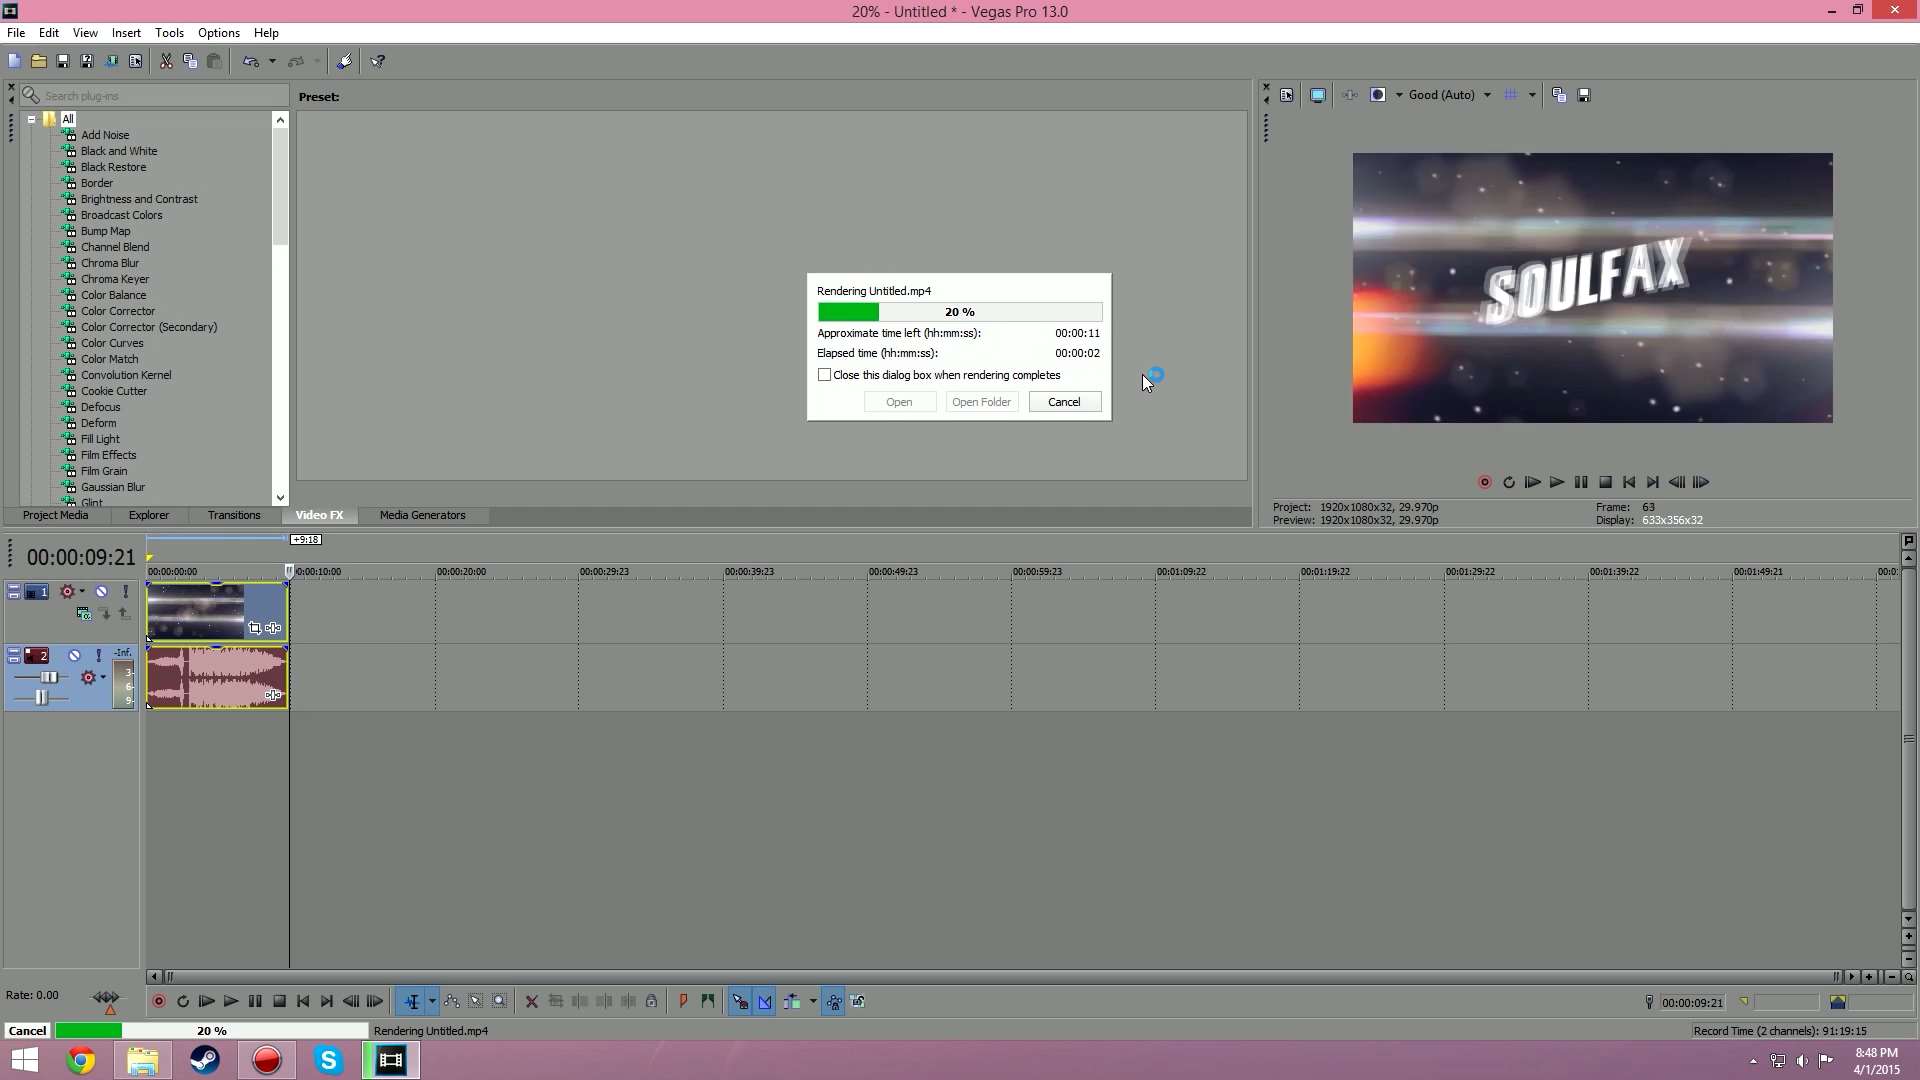 20% - Untitled * - Vegas Pro 13.0
File Edit View Insert Tools Options Help
Search plug-ins
Preset:
Good (Auto)
All
Add Noise
Black and White
Black Restore
Border
Brightness and Contrast
Broadcast Colors
Bump Map
Channel Blend
Chroma Blur
Chroma Keyer
Color Balance
Color Corrector
Color Corrector (Secondary)
Color Curves
Color Match
Convolution Kernel
Cookie Cutter
Defocus
Deform
Fill Light
Film Effects
Film Grain
Gaussian Blur
Glint
SOULFAX
Rendering Untitled.mp4
20 %
Approximate time left (hh:mm:ss): 00:00:11
Elapsed time (hh:mm:ss): 00:00:02
Close this dialog box when rendering completes
Open Open Folder Cancel
Project Media Explorer Transitions Video FX Media Generators
Project: 1920x1080x32, 29.970p Frame: 63
Preview: 1920x1080x32, 29.970p Display: 633x356x32
+9:18
00:00:09:21
00:00:00:00 00:00:10:00 00:00:20:00 00:00:29:23 00:00:39:23 00:00:49:23 00:00:59:23 00:01:09:22 00:01:19:22 00:01:29:22 00:01:39:22 00:01:49:21 00:0
1
2 -Inf.
3
6
9
Rate: 0.00
00:00:09:21
Cancel 20 % Rendering Untitled.mp4
Record Time (2 channels): 91:19:15
8:48 PM
4/1/2015